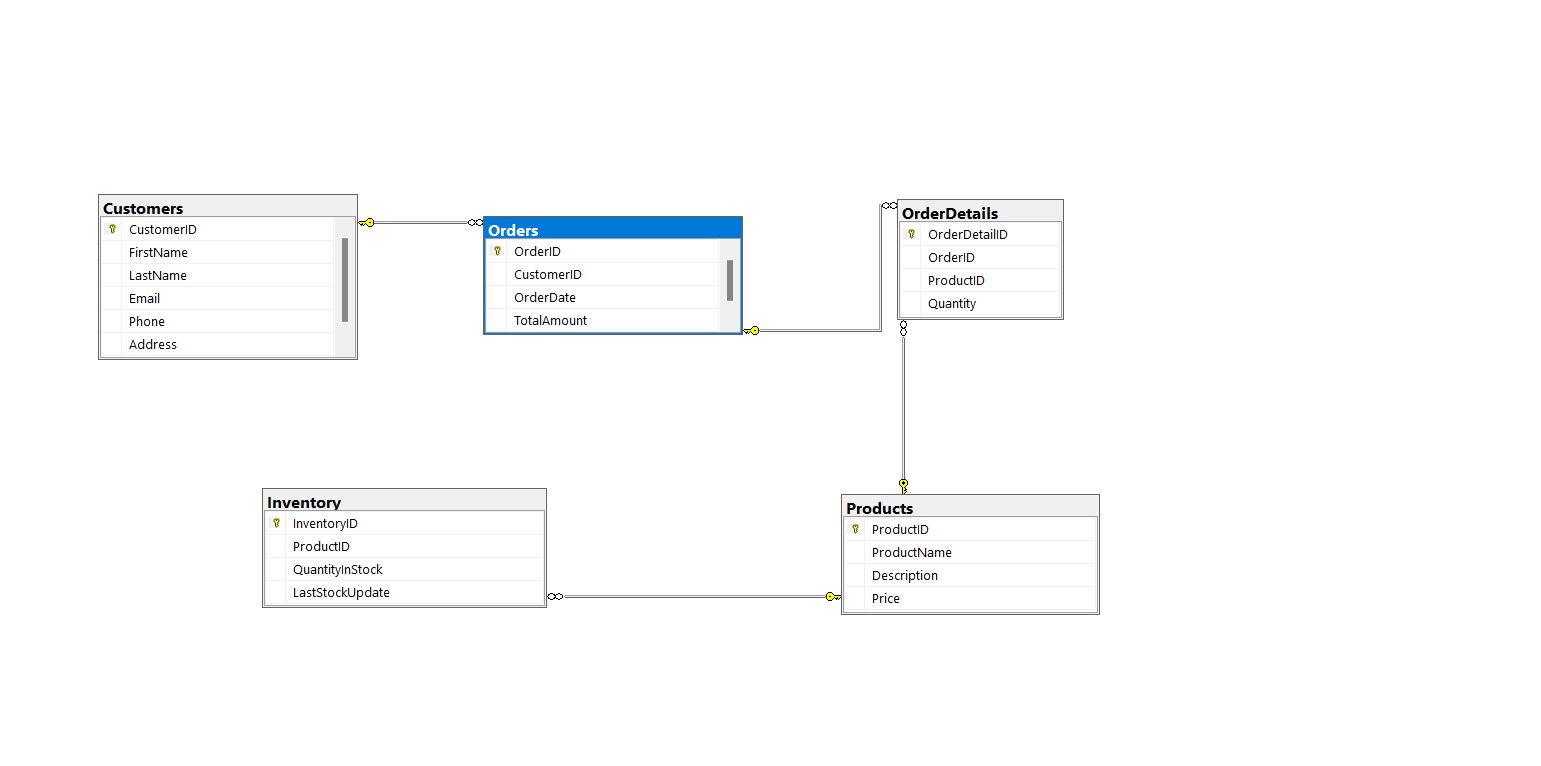 Customers
CustomerID
FirstName
LastName
Email
Phone
Address
Orders
OrderID
CustomerID
OrderDate
TotalAmount
OrderDetails
OrderDetailID
OrderID
ProductID
Quantity
Inventory
InventoryID
ProductID
QuantityInStock
LastStockUpdate
Products
ProductID
ProductName
Description
Price